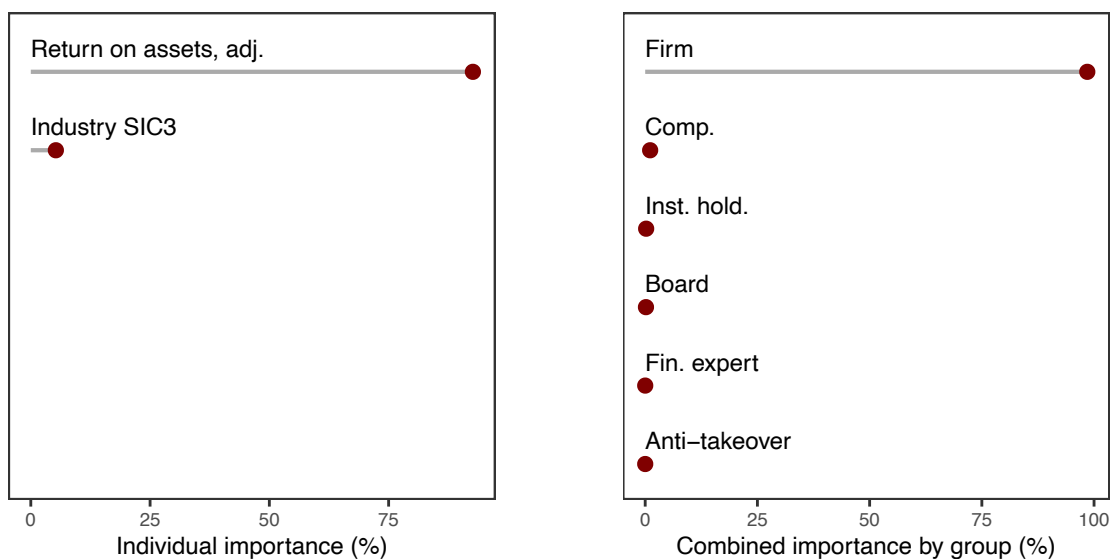 Return on assets, adj.
Industry SIC3
0 25 50 75
Individual importance (%)
Firm
Comp.
Inst. hold.
Board
Fin. expert
Anti−takeover
0 25 50 75 100
Combined importance by group (%)